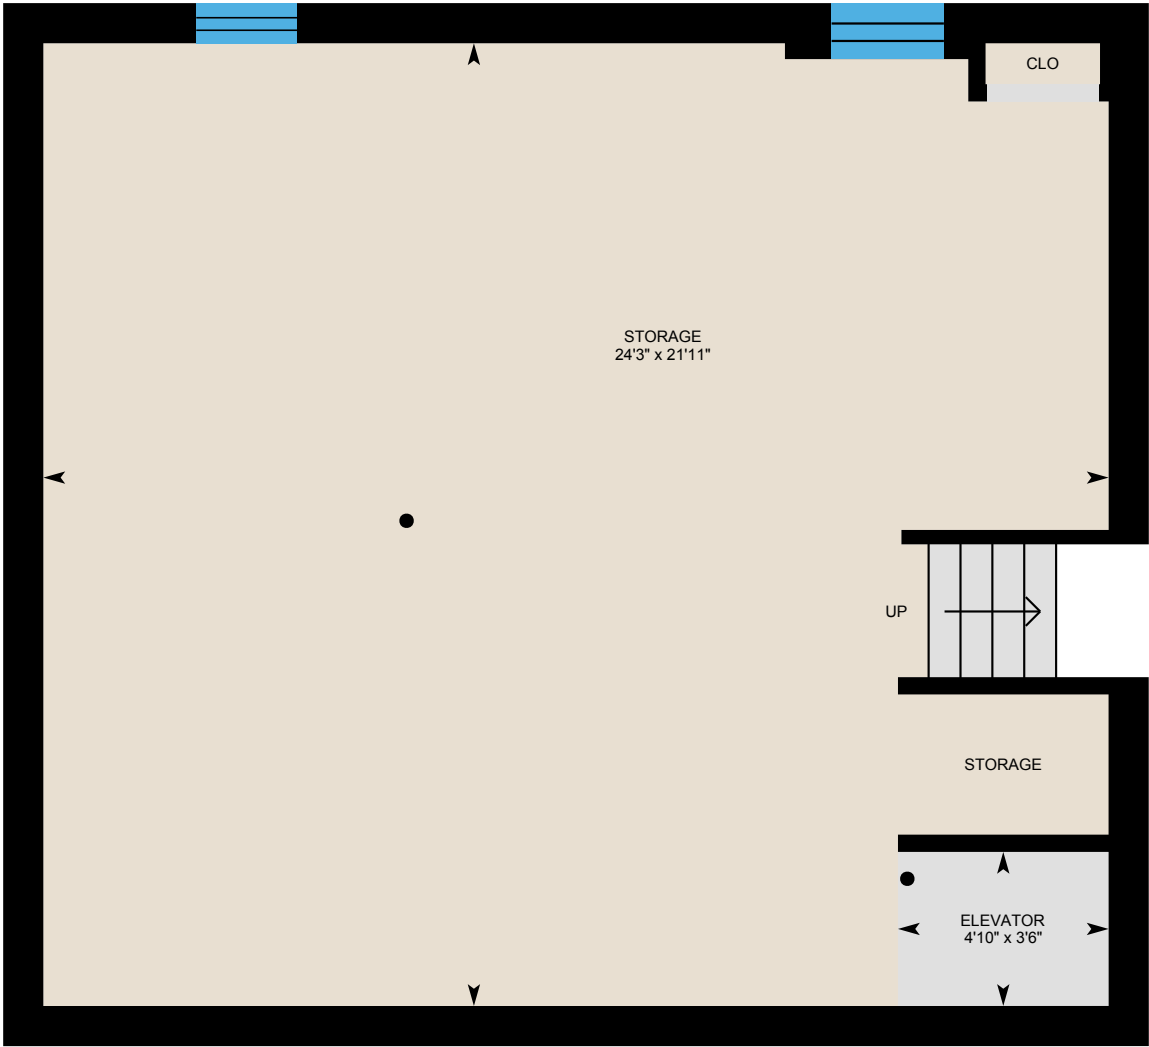 CLO
STORAGE
24'3" x 21'11"
UP
STORAGE
ELEVATOR
4'10" x 3'6"